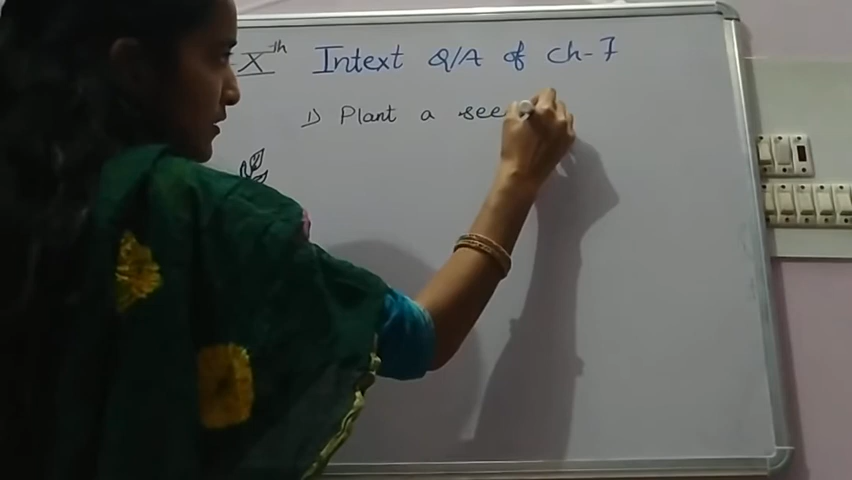 Xth Intext Q/A of Ch-7
1) Plant a see